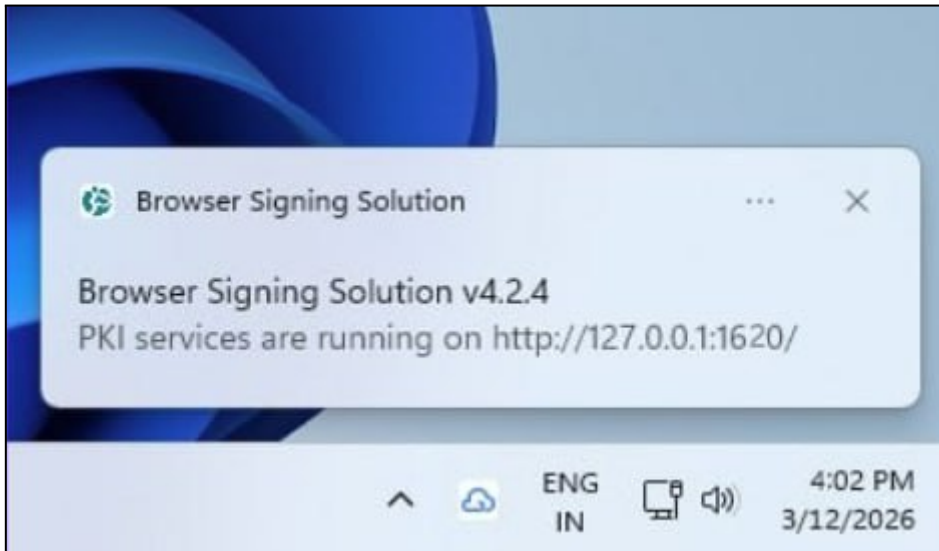 Browser Signing Solution
Browser Signing Solution v4.2.4
PKI services are running on http://127.0.0.1:1620/
ENG
IN
4:02 PM
3/12/2026